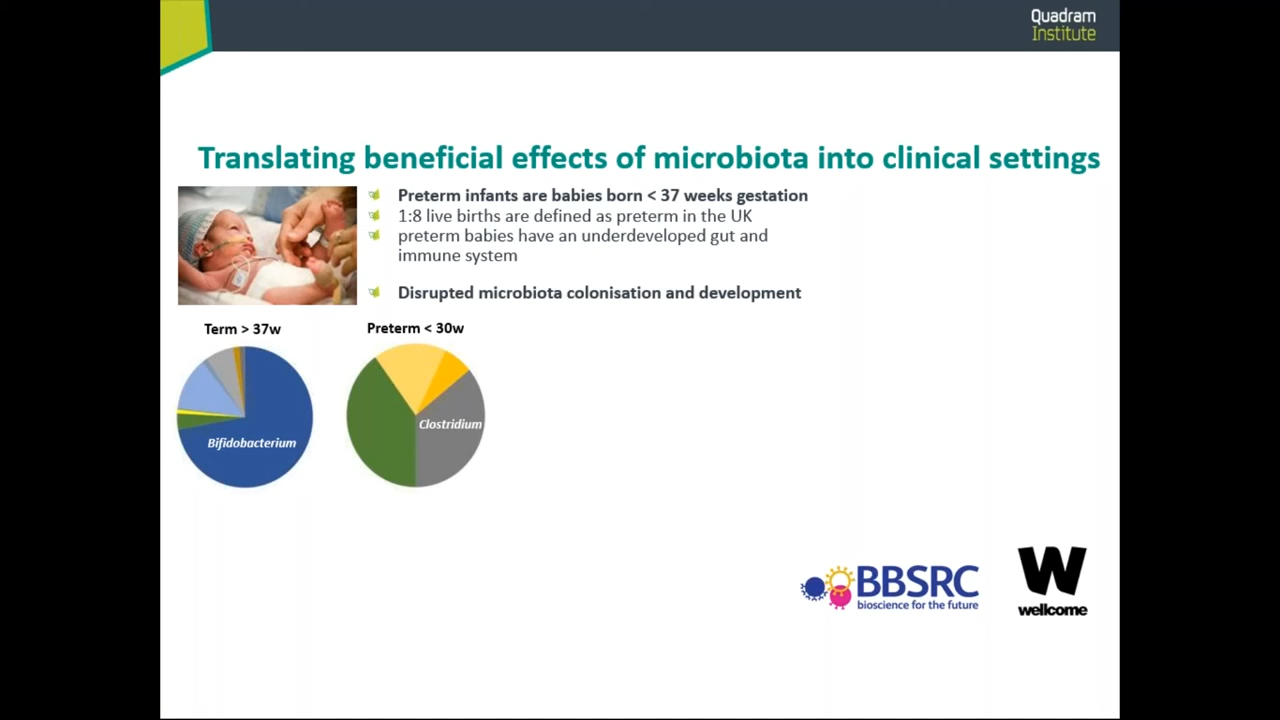 Quadram
Institute
Translating beneficial effects of microbiota into clinical settings
Preterm infants are babies born < 37 weeks gestation
1:8 live births are defined as preterm in the UK
preterm babies have an underdeveloped gut and
immune system
Disrupted microbiota colonisation and development
Term > 37w
Preterm < 30w
Bifidobacterium
Clostridium
BBSRC
bioscience for the future
W
wellcome